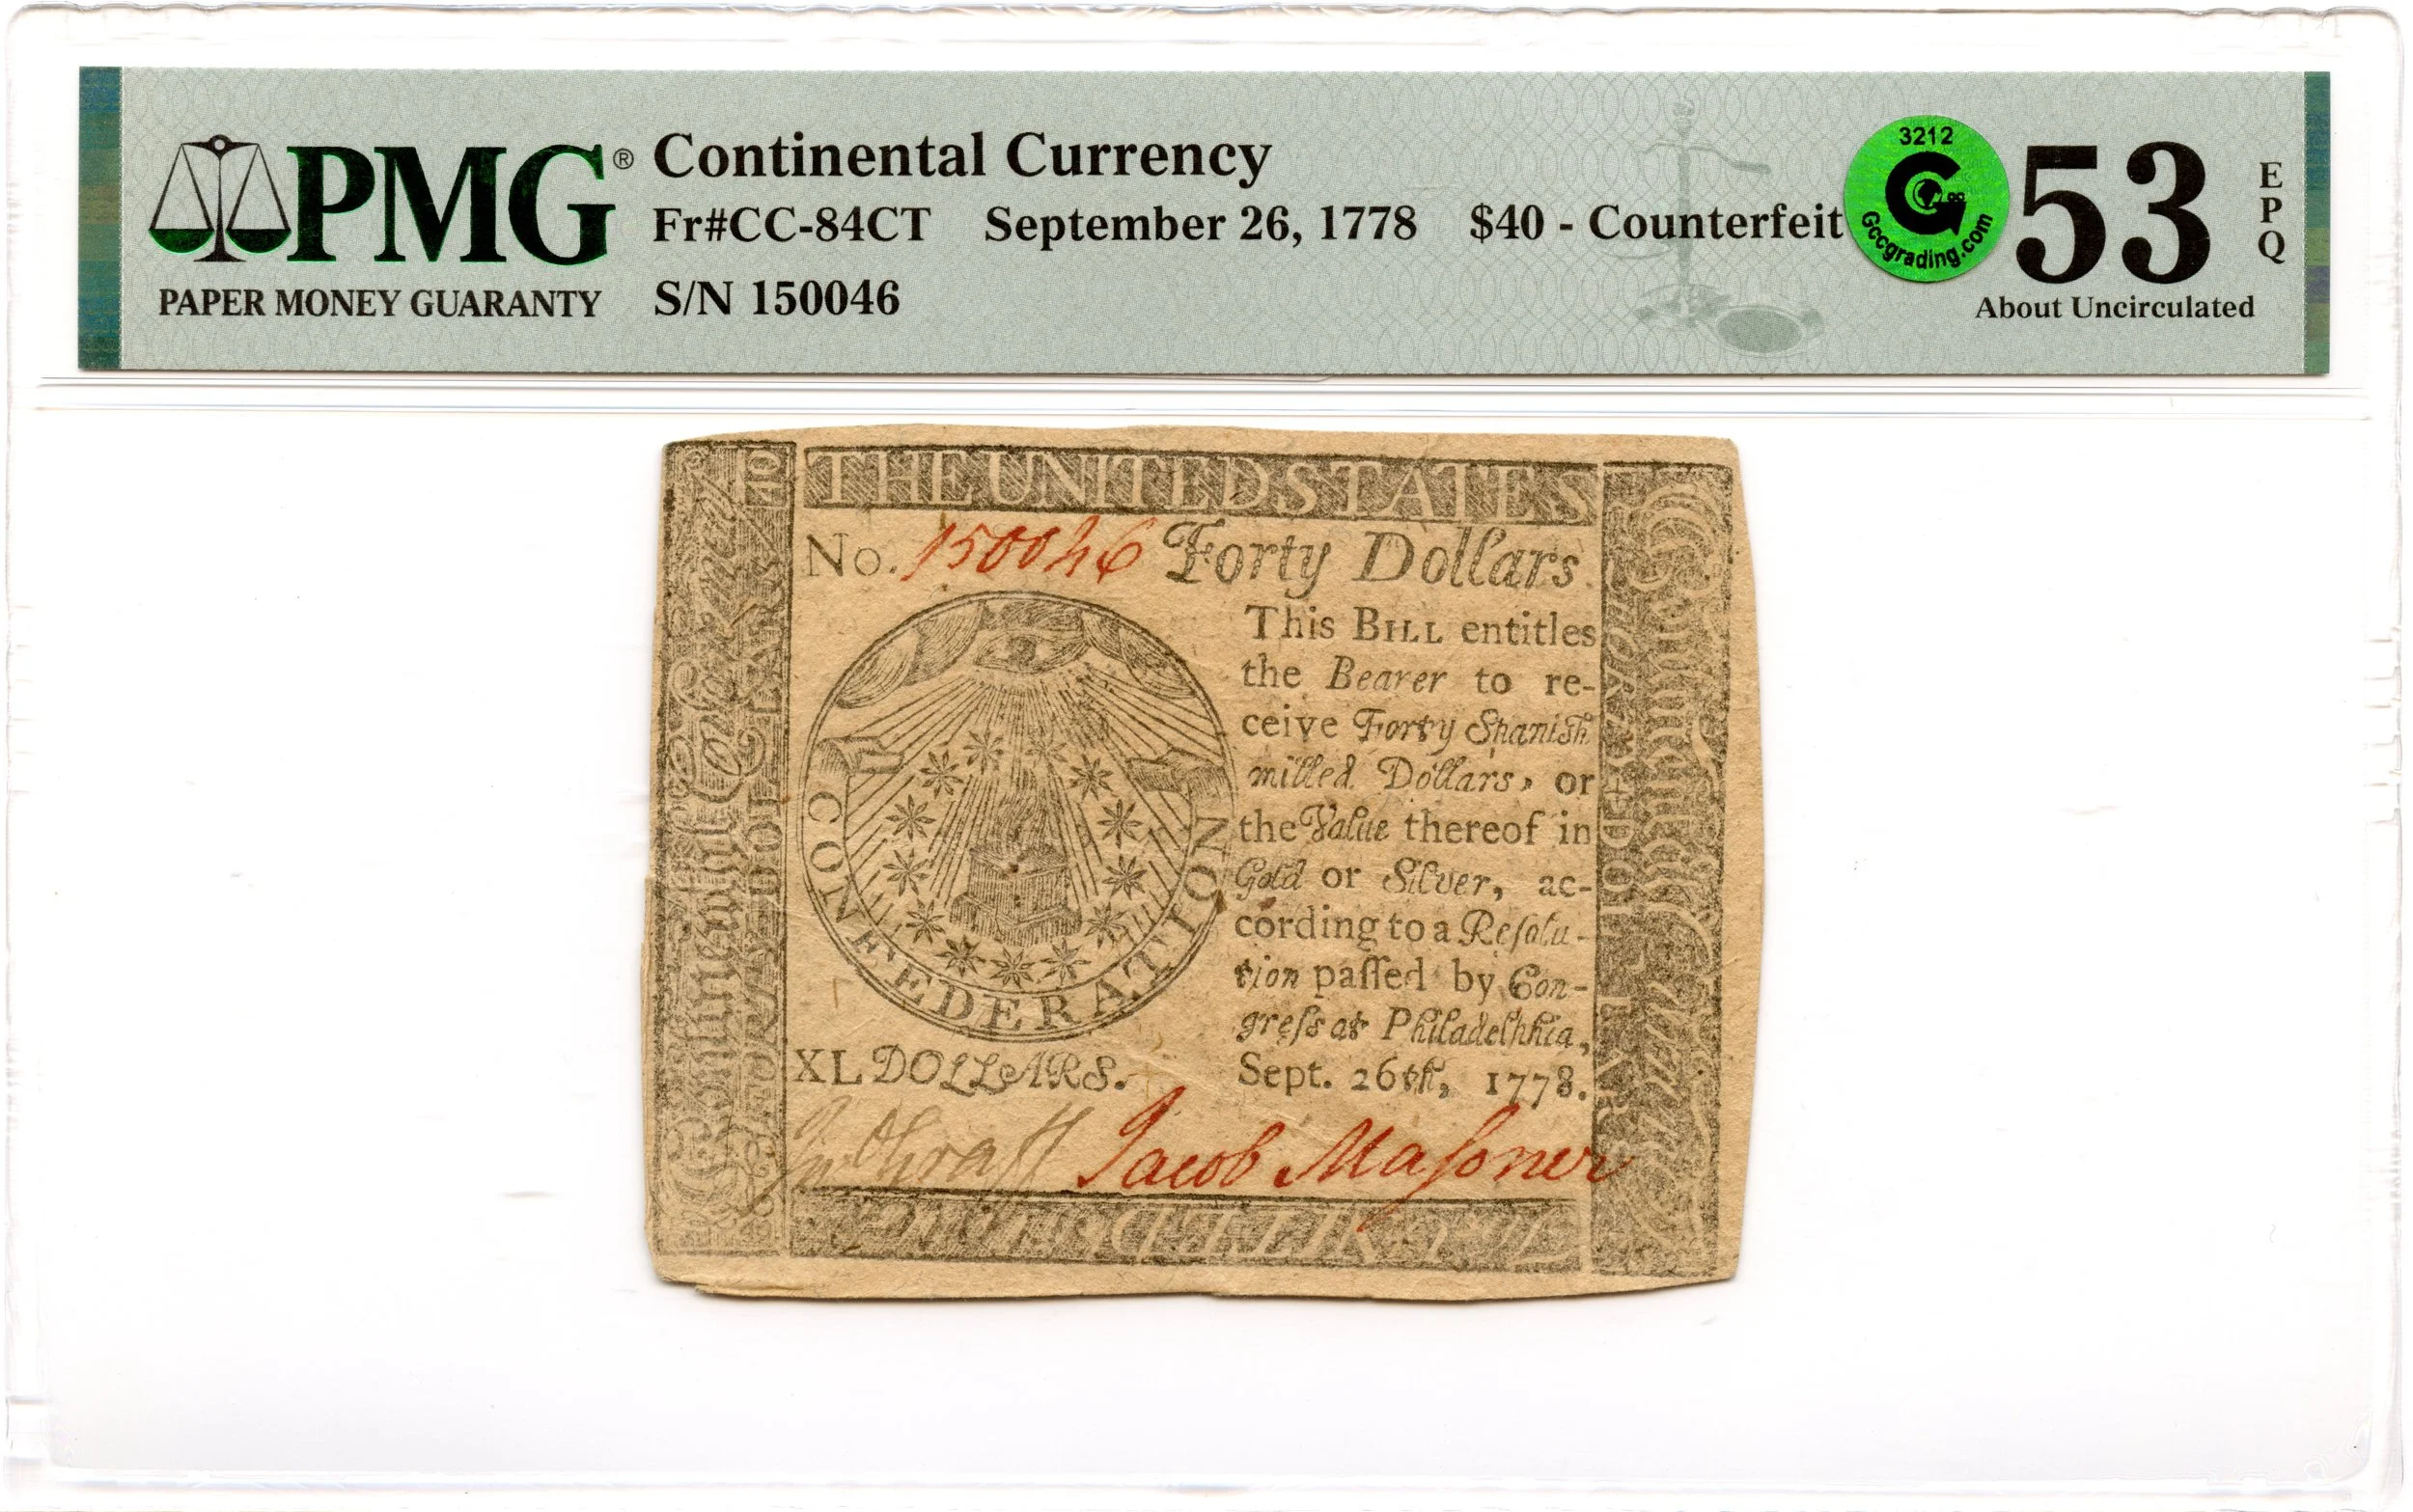 PMG®
PAPER MONEY GUARANTY
Continental Currency
Fr#CC-84CT September 26, 1778 $40 - Counterfeit
S/N 150046
3212
Gccgrading.com
53
EPQ
About Uncirculated
THE UNITED STATES
No. 150046 Forty Dollars.
This BILL entitles
the Bearer to re-
ceive Forty Spanish
milled Dollars, or
the Value thereof in
Gold or Silver, ac-
cording to a Resolu-
tion passed by Con-
gress at Philadelphia,
Sept. 26th, 1778.
CONFEDERATION
XL DOLLARS.
Jacob Masoner